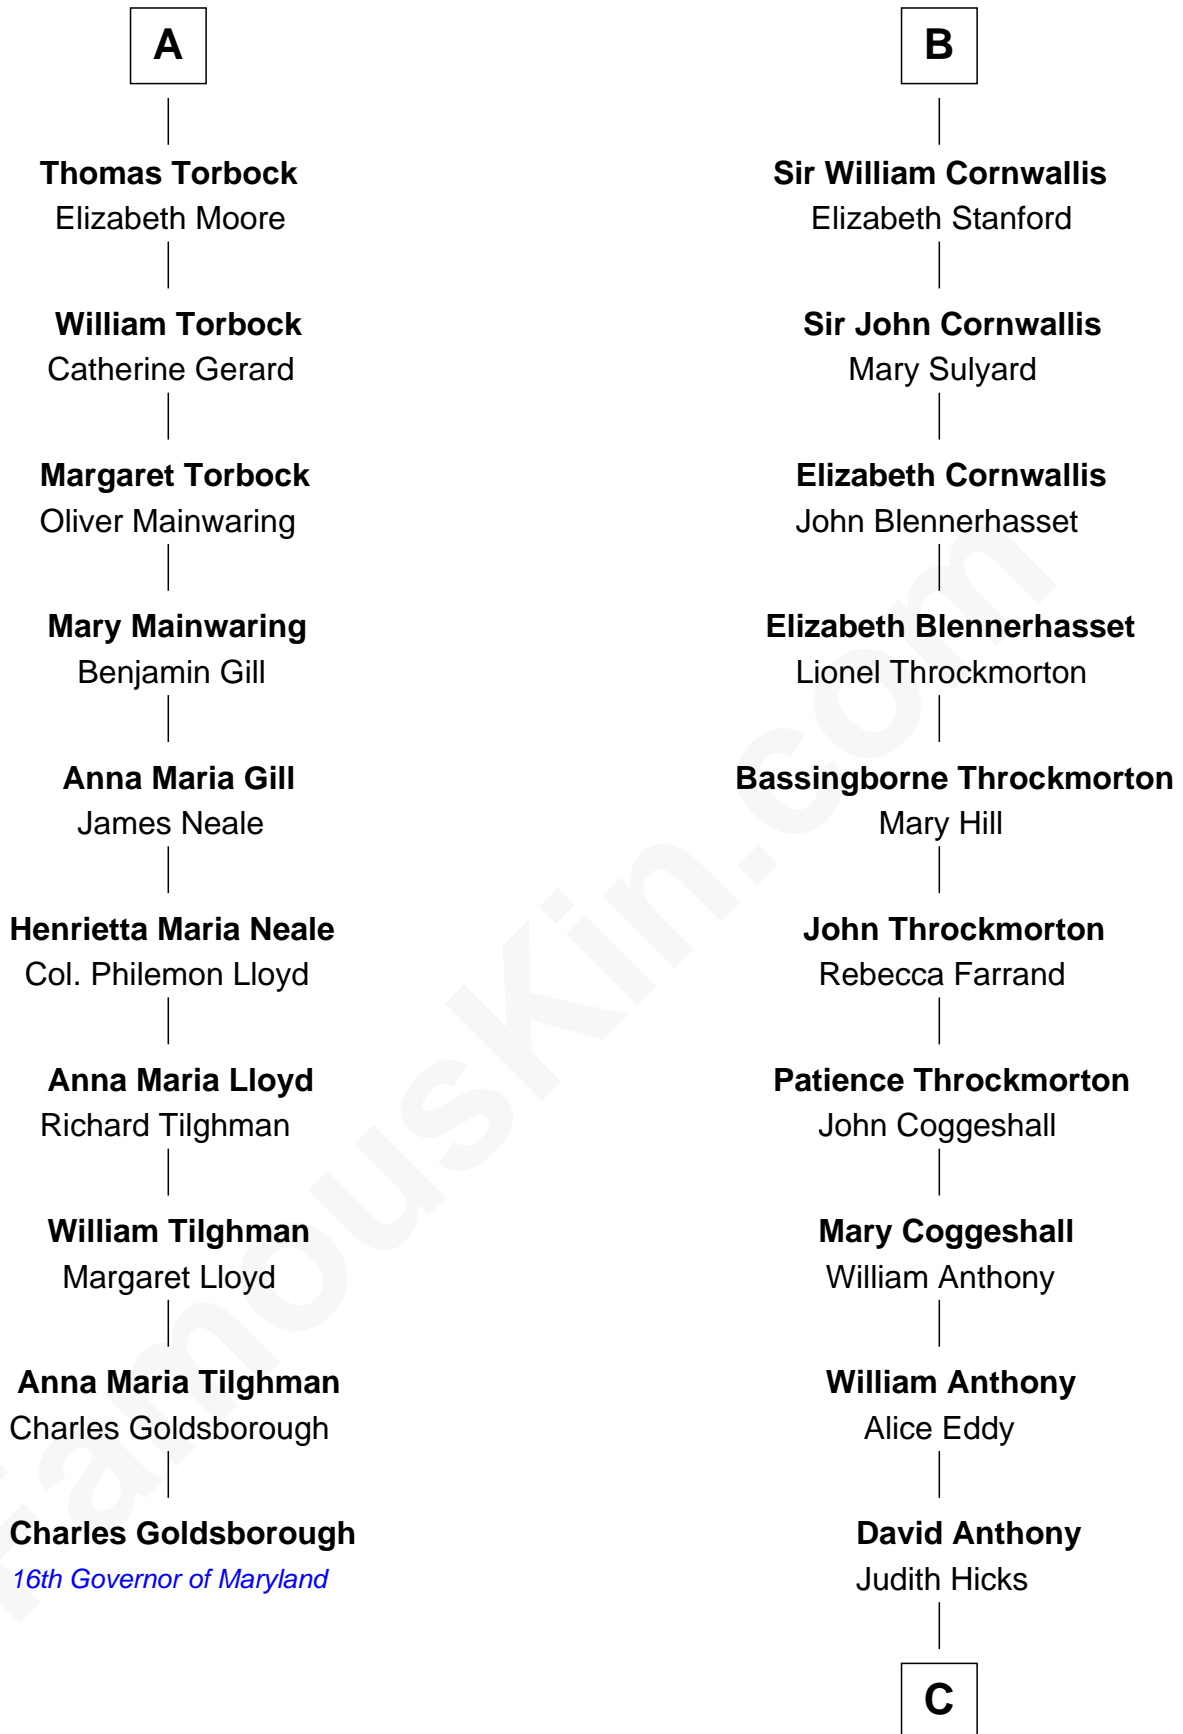 A
Thomas Torbock
Elizabeth Moore
William Torbock
Catherine Gerard
Margaret Torbock
Oliver Mainwaring
Mary Mainwaring
Benjamin Gill
Anna Maria Gill
James Neale
Henrietta Maria Neale
Col. Philemon Lloyd
Anna Maria Lloyd
Richard Tilghman
William Tilghman
Margaret Lloyd
Anna Maria Tilghman
Charles Goldsborough
Charles Goldsborough
16th Governor of Maryland
B
Sir William Cornwallis
Elizabeth Stanford
Sir John Cornwallis
Mary Sulyard
Elizabeth Cornwallis
John Blennerhasset
Elizabeth Blennerhasset
Lionel Throckmorton
Bassingborne Throckmorton
Mary Hill
John Throckmorton
Rebecca Farrand
Patience Throckmorton
John Coggeshall
Mary Coggeshall
William Anthony
William Anthony
Alice Eddy
David Anthony
Judith Hicks
C
FamousKin.com